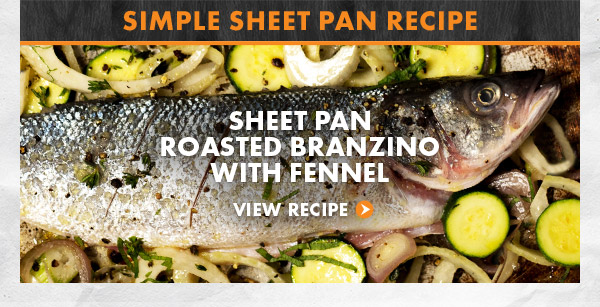 SIMPLE SHEET PAN RECIPE
SHEET PAN
ROASTED BRANZINO
WITH FENNEL
VIEW RECIPE